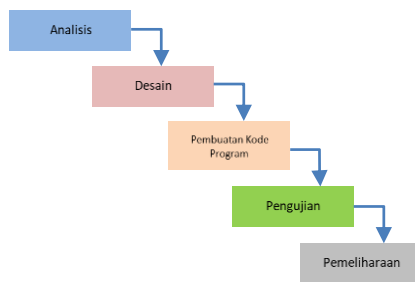 Analisis
Desain
Pembuatan Kode
Program
Pengujian
Pemeliharaan